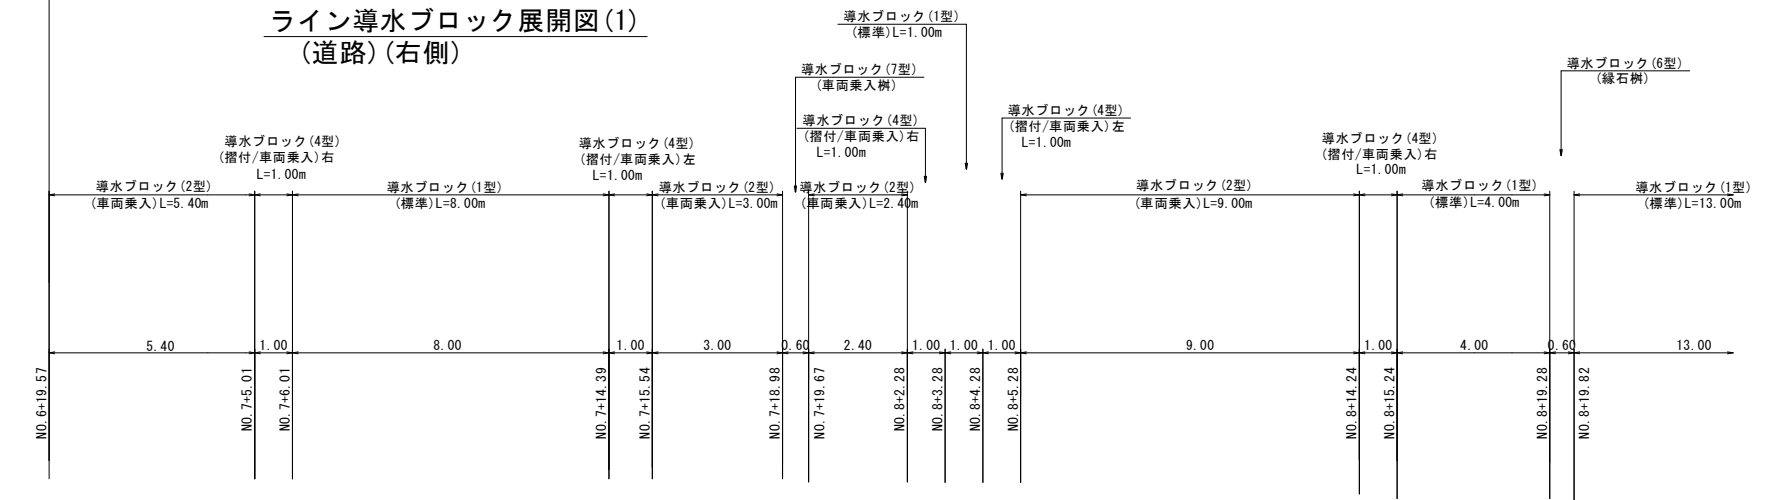 ライン導水ブロック展開図(1)
(道路)(右側)
導水ブロック(1型)
(標準)L=1.00m
導水ブロック(7型)
(車両乗入桝)
導水ブロック(6型)
(縁石桝)
導水ブロック(4型)
(摺付/車両乗入)右
L=1.00m
導水ブロック(4型)
(摺付/車両乗入)左
L=1.00m
導水ブロック(4型)
(摺付/車両乗入)右
L=1.00m
導水ブロック(4型)
(摺付/車両乗入)左
L=1.00m
導水ブロック(4型)
(摺付/車両乗入)右
L=1.00m
導水ブロック(2型)
(車両乗入)L=5.40m
導水ブロック(1型)
(標準)L=8.00m
導水ブロック(2型)
(車両乗入)L=3.00m
導水ブロック(2型)
(車両乗入)L=2.40m
導水ブロック(2型)
(車両乗入)L=9.00m
導水ブロック(1型)
(標準)L=4.00m
導水ブロック(1型)
(標準)L=13.00m
5.40 1.00 8.00 1.00 3.00 0.60 2.40 1.00 1.00 1.00 9.00 1.00 4.00 0.60 13.00
NO.6+19.57
NO.7+5.01
NO.7+6.01
NO.7+14.39
NO.7+15.54
NO.7+18.98
NO.7+19.67
NO.8+2.28
NO.8+3.28
NO.8+4.28
NO.8+5.28
NO.8+14.24
NO.8+15.24
NO.8+19.28
NO.8+19.82